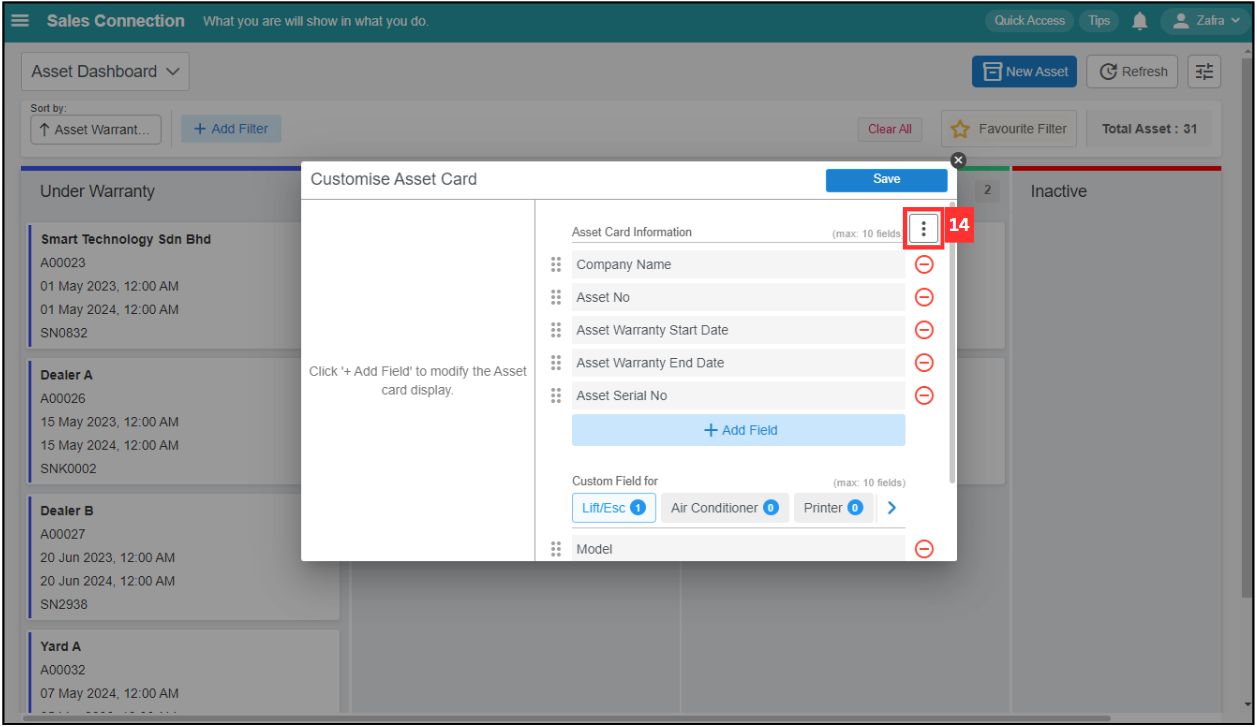 Sales Connection What you are will show in what you do.
Quick Access Tips Zafra
Asset Dashboard
New Asset Refresh
Sort by:
Asset Warrant...
+ Add Filter
Clear All
Favourite Filter
Total Asset : 31
Under Warranty
2
Inactive
Smart Technology Sdn Bhd
A00023
01 May 2023, 12:00 AM
01 May 2024, 12:00 AM
SN0832
Dealer A
A00026
15 May 2023, 12:00 AM
15 May 2024, 12:00 AM
SNK0002
Dealer B
A00027
20 Jun 2023, 12:00 AM
20 Jun 2024, 12:00 AM
SN2938
Yard A
A00032
07 May 2024, 12:00 AM
Customise Asset Card
Save
Click '+ Add Field' to modify the Asset
card display.
Asset Card Information (max: 10 fields)
14
Company Name
Asset No
Asset Warranty Start Date
Asset Warranty End Date
Asset Serial No
+ Add Field
Custom Field for (max: 10 fields)
Lift/Esc 1 Air Conditioner 0 Printer 0
Model